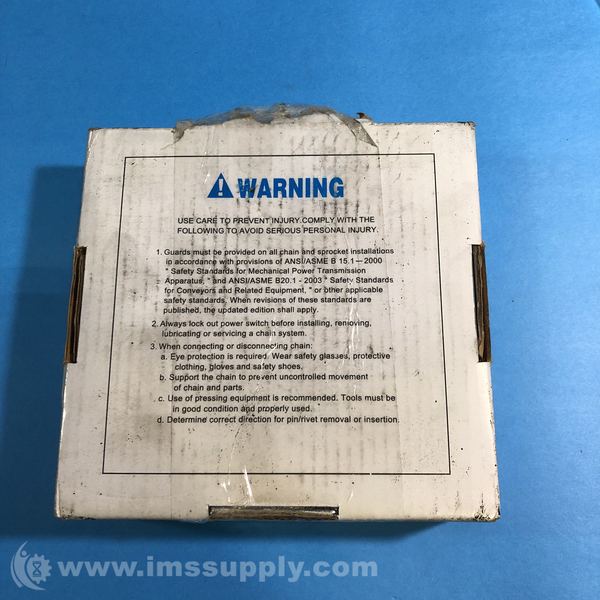 WARNING
USE CARE TO PREVENT INJURY.COMPLY WITH THE
FOLLOWING TO AVOID SERIOUS PERSONAL INJURY.
1. Guards must be provided on all chain and sprocket installations
in accordance with provisions of ANSI/ASME B 15.1—2000
" Safety Standards for Mechanical Power Transmission
Apparatus, " and ANSI/ASME B20.1 - 2003 " Safety Standards
for Conveyors and Related Equipment, " or other applicable
safety standards. When revisions of these standards are
published, the updated edition shall apply.
2. Always lock out power switch before installing, removing,
lubricating or servicing a chain system.
3. When connecting or disconnecting chain:
a. Eye protection is required. Wear safety glasses, protective
clothing, gloves and safety shoes.
b. Support the chain to prevent uncontrolled movement
of chain and parts.
c. Use of pressing equipment is recommended. Tools must be
in good condition and properly used.
d. Determine correct direction for pin/rivet removal or insertion.
www.imssupply.com